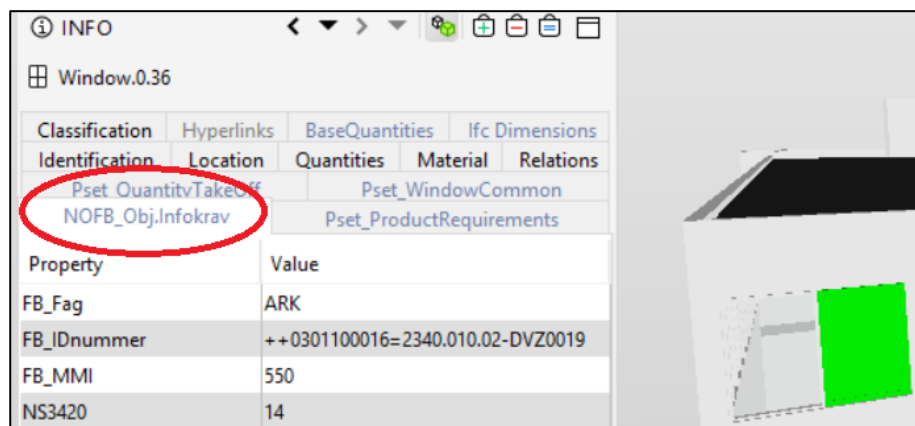 INFO
Window.0.36
Classification Hyperlinks BaseQuantities Ifc Dimensions
Identification Location Quantities Material Relations
Pset_QuantityTakeOff Pset_WindowCommon
NOFB_Obj.Infokrav Pset_ProductRequirements
Property Value
FB_Fag ARK
FB_IDnummer ++0301100016=2340.010.02-DVZ0019
FB_MMI 550
NS3420 14